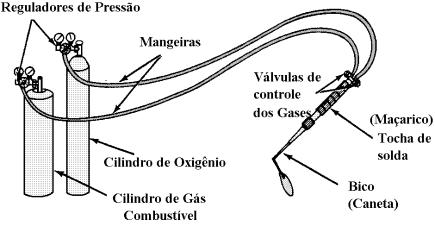 Reguladores de Pressão
Mangeiras
Válvulas de
controle
dos Gases
(Maçarico)
Tocha de
solda
Cilindro de Oxigênio
Bico
(Caneta)
Cilindro de Gás
Combustível